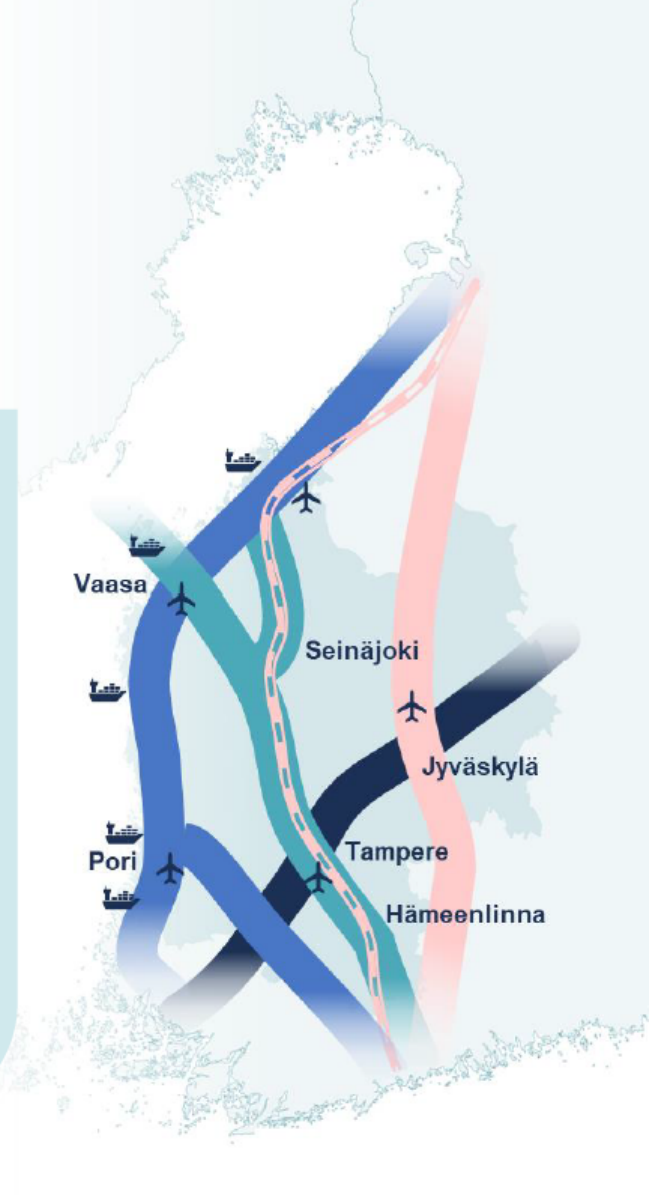 Vaasa
Seinäjoki
Jyväskylä
Tampere
Pori
Hämeenlinna